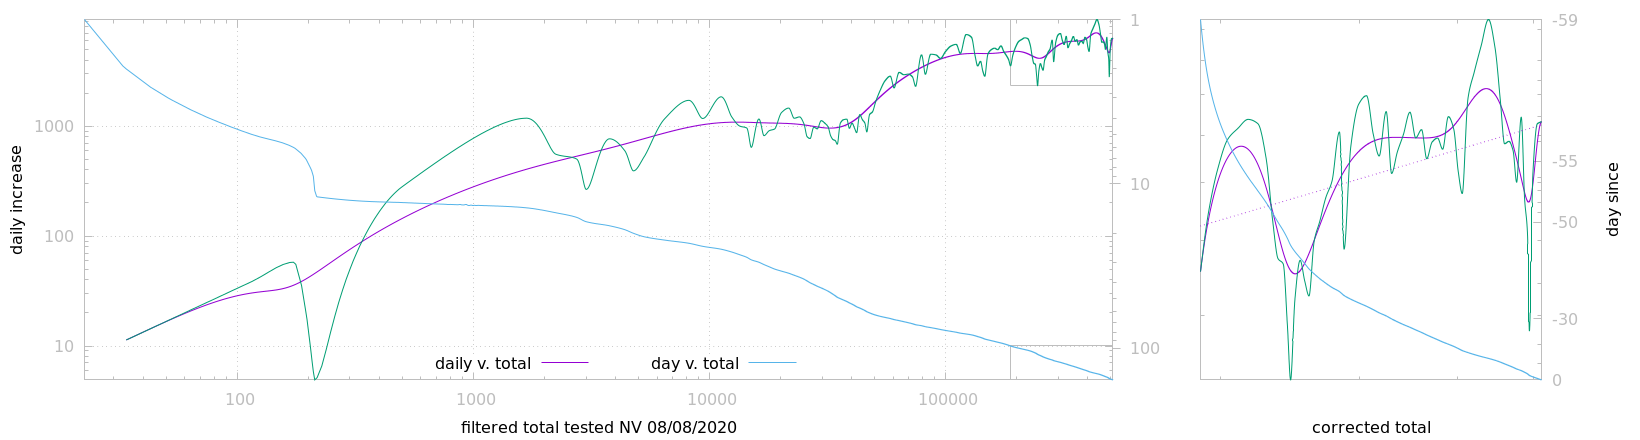 daily increase
1000
100
10
100
1000
10000
100000
1
10
100
daily v. total
day v. total
filtered total tested NV 08/08/2020
-59
-55
-50
-30
0
day since
corrected total